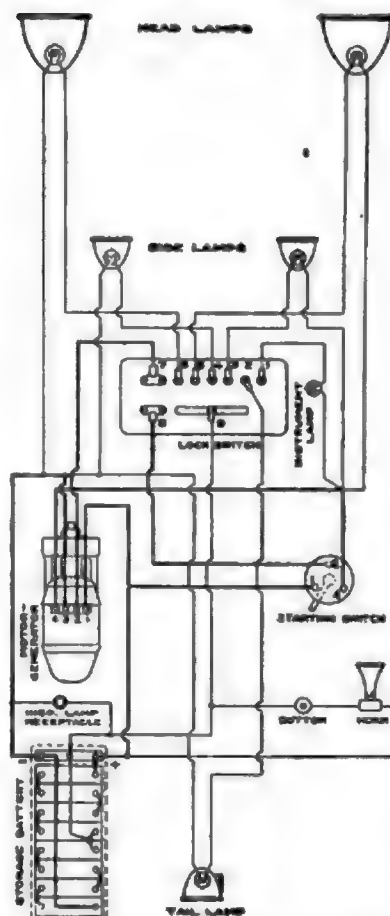 HEAD LAMPS
SIDE LAMPS
LOCK SWITCH
INSTRUMENT
LAMP
MOTOR-
GENERATOR
STARTING SWITCH
INSP. LAMP
RECEPTACLE
BUTTON
HORN
STORAGE BATTERY
- +
TAIL LAMP